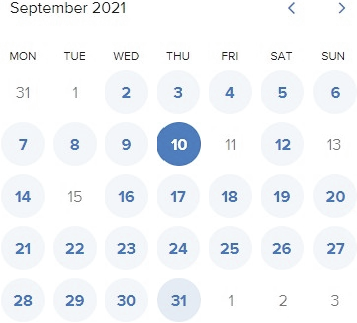 September 2021
MON TUE WED THU FRI SAT SUN
31 1 2 3 4 5 6
7 8 9 10 11 12 13
14 15 16 17 18 19 20
21 22 23 24 25 26 27
28 29 30 31 1 2 3